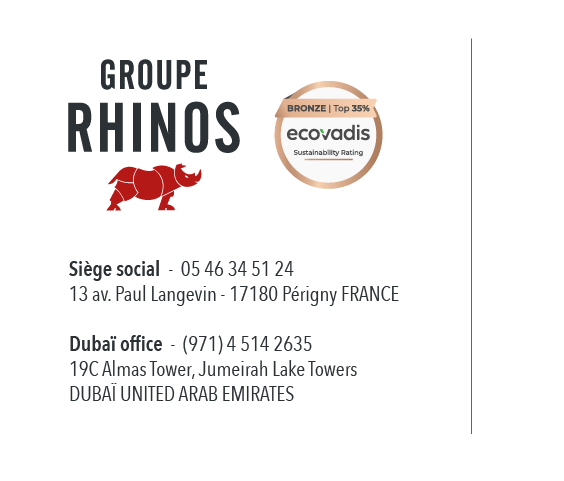 GROUPE
RHINOS
BRONZE | Top 35%
ecovadis
Sustainability Rating
Siège social - 05 46 34 51 24
13 av. Paul Langevin - 17180 Périgny FRANCE
Dubaï office - (971) 4 514 2635
19C Almas Tower, Jumeirah Lake Towers
DUBAÏ UNITED ARAB EMIRATES